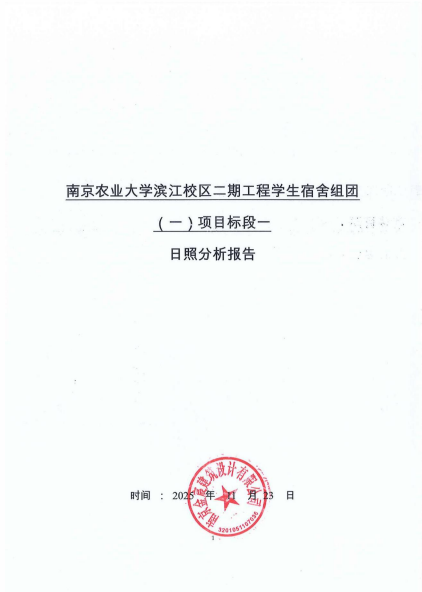 南京农业大学滨江校区二期工程学生宿舍组团
（一）项目标段一
日照分析报告
时间 ： 2025 年 11 月 23 日
1